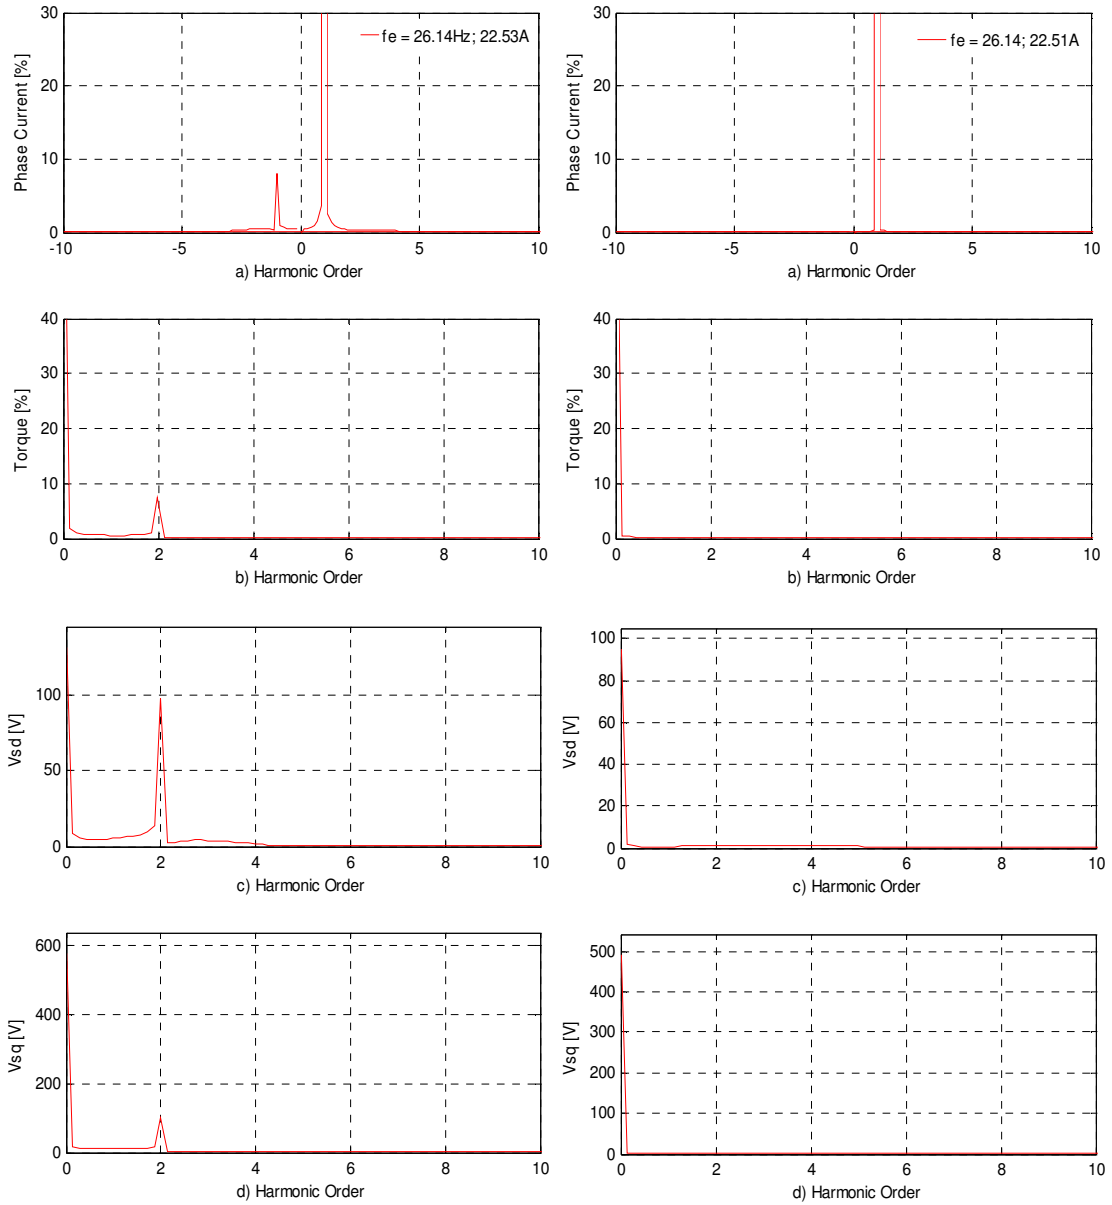 30
20
10
0
Phase Current [%]
fe = 26.14Hz; 22.53A
-10 -5 0 5 10
a) Harmonic Order
30
20
10
0
Phase Current [%]
fe = 26.14; 22.51A
-10 -5 0 5 10
a) Harmonic Order
40
30
20
10
0
Torque [%]
0 2 4 6 8 10
b) Harmonic Order
40
30
20
10
0
Torque [%]
0 2 4 6 8 10
b) Harmonic Order
100
50
0
Vsd [V]
0 2 4 6 8 10
c) Harmonic Order
100
80
60
40
20
0
Vsd [V]
0 2 4 6 8 10
c) Harmonic Order
600
400
200
0
Vsq [V]
0 2 4 6 8 10
d) Harmonic Order
500
400
300
200
100
0
Vsq [V]
0 2 4 6 8 10
d) Harmonic Order